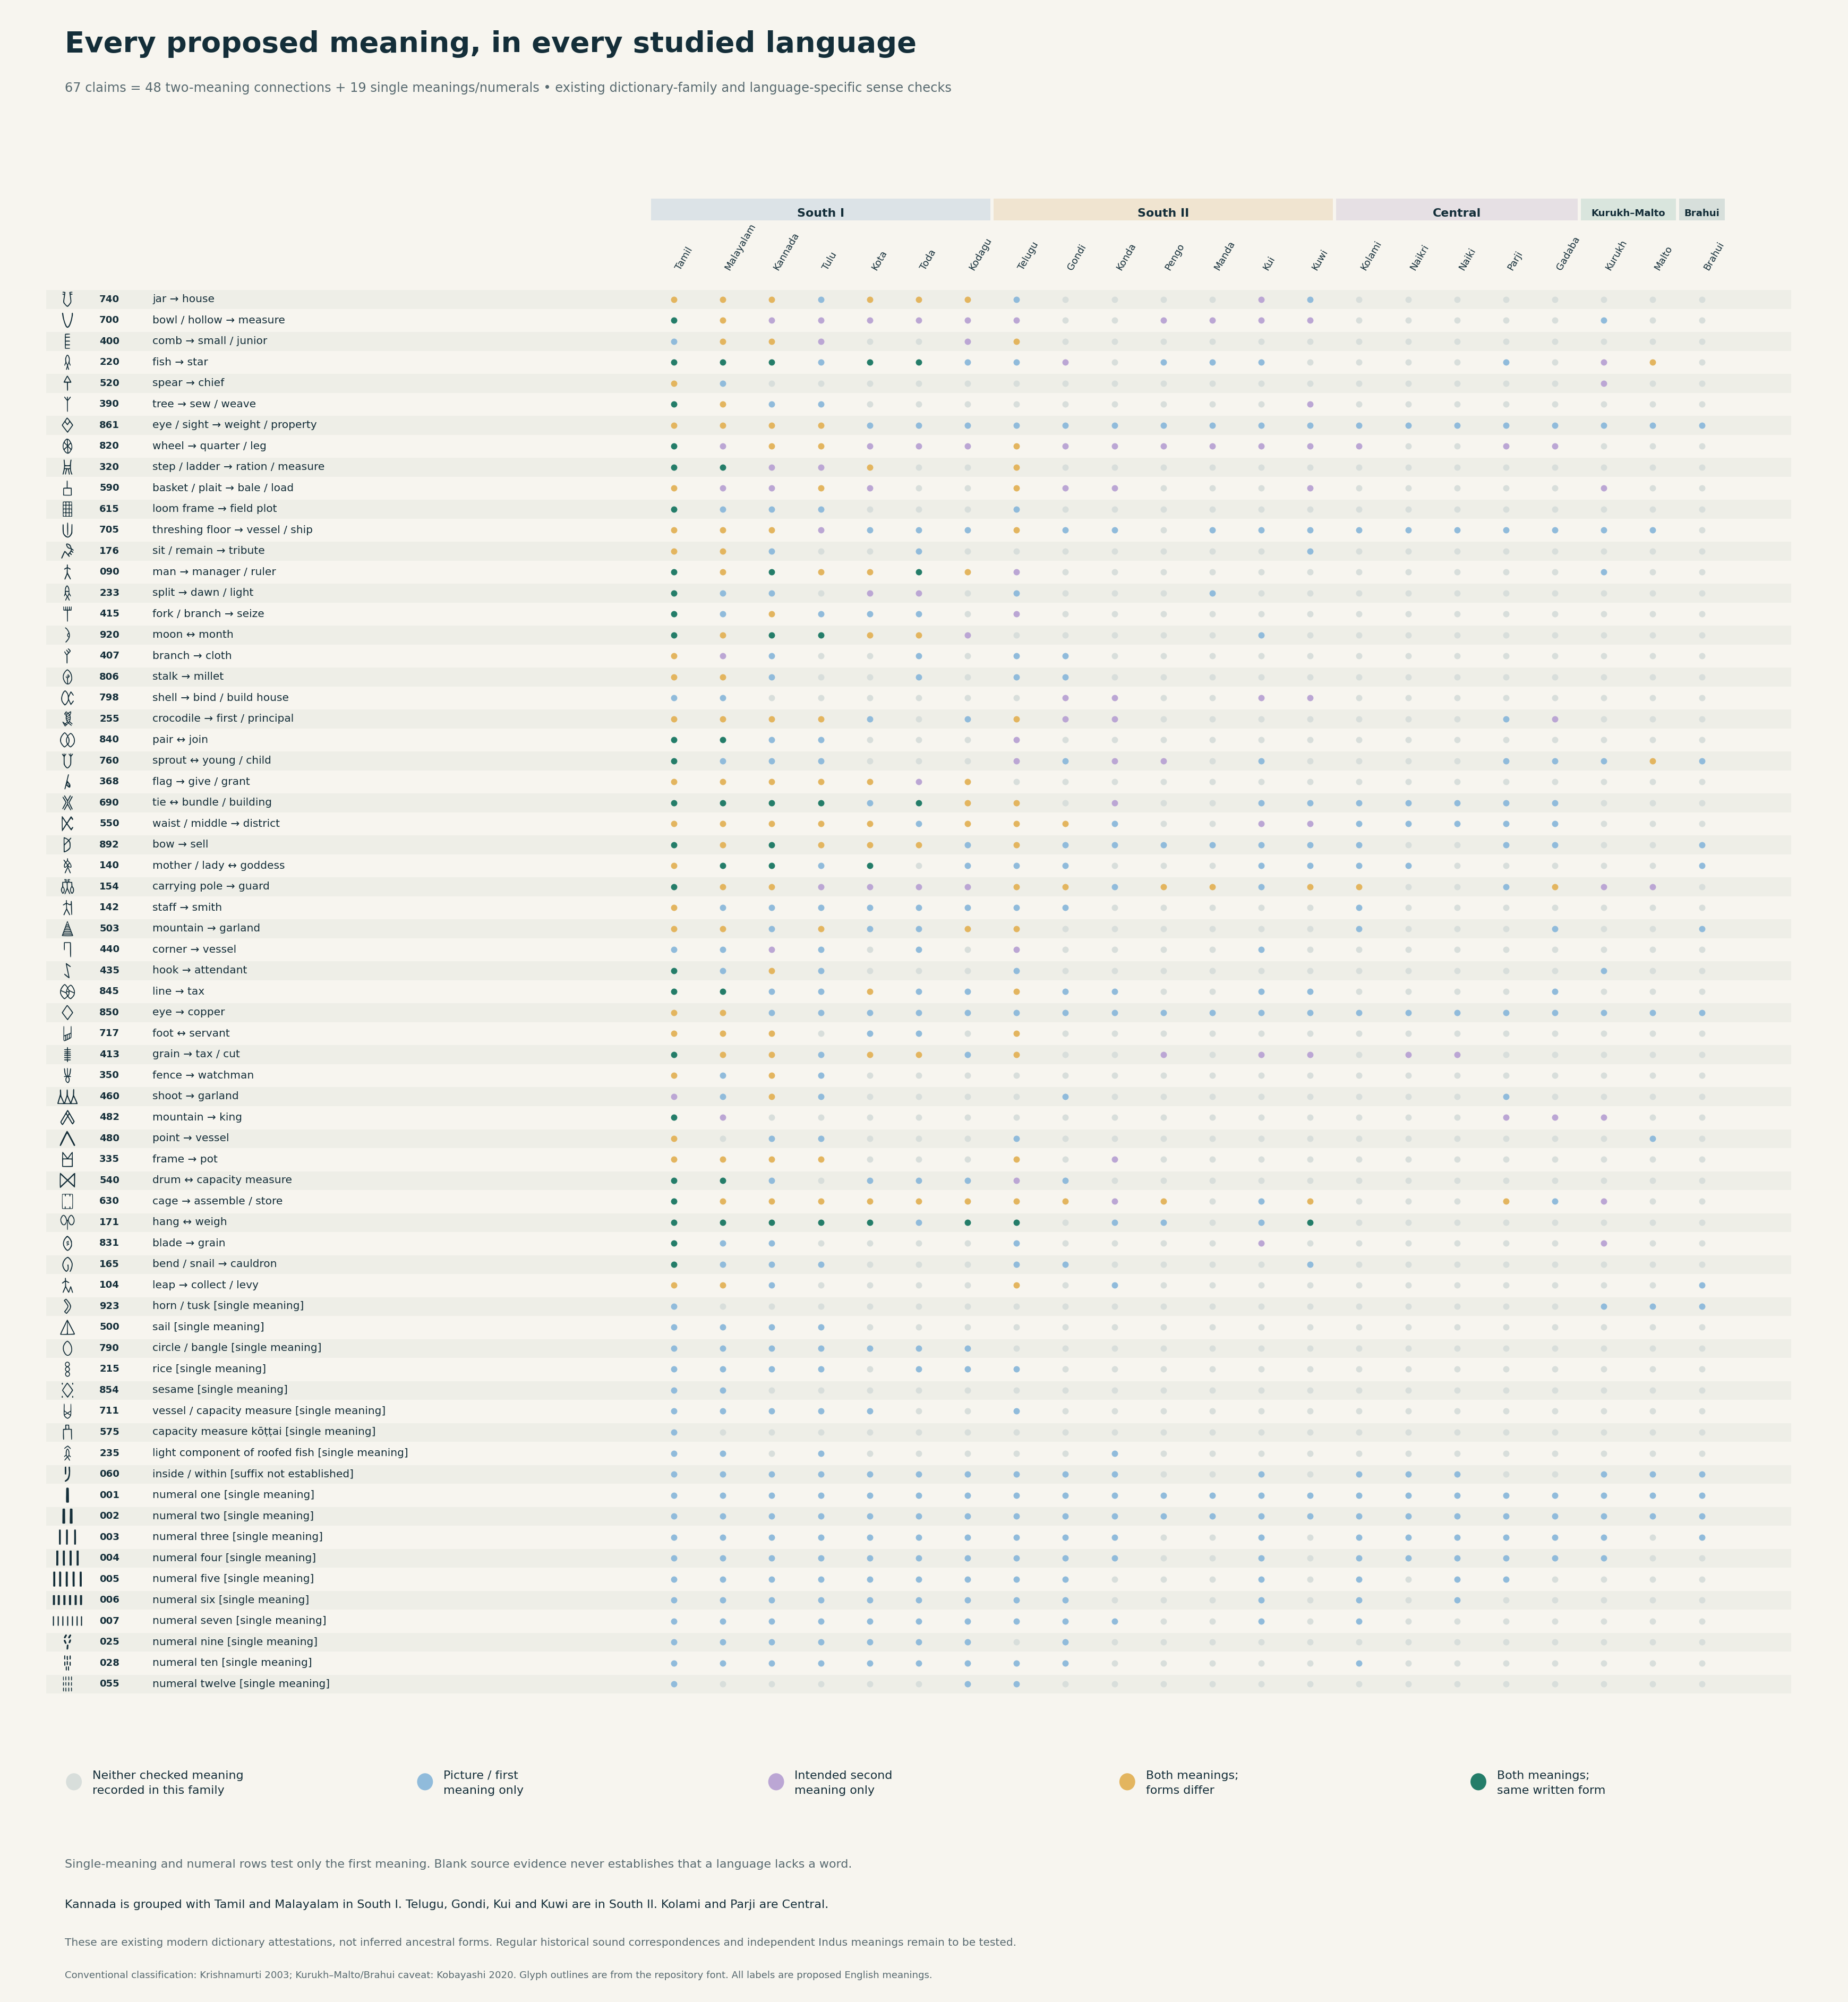 Every proposed meaning, in every studied language
67 claims = 48 two-meaning connections + 19 single meanings/numerals • existing dictionary-family and language-specific sense checks
South I South II Central Kurukh–Malto Brahui
Tamil Malayalam Kannada Tulu Kota Toda Kodagu Telugu Gondi Konda Pengo Manda Kui Kuwi Kolami Naikri Naiki Parji Gadaba Kurukh Malto Brahui
740 jar → house
700 bowl / hollow → measure
400 comb → small / junior
220 fish → star
520 spear → chief
390 tree → sew / weave
861 eye / sight → weight / property
820 wheel → quarter / leg
320 step / ladder → ration / measure
590 basket / plait → bale / load
615 loom frame → field plot
705 threshing floor → vessel / ship
176 sit / remain → tribute
090 man → manager / ruler
233 split → dawn / light
415 fork / branch → seize
920 moon ↔ month
407 branch → cloth
806 stalk → millet
798 shell → bind / build house
255 crocodile → first / principal
840 pair ↔ join
760 sprout ↔ young / child
368 flag → give / grant
690 tie ↔ bundle / building
550 waist / middle → district
892 bow → sell
140 mother / lady ↔ goddess
154 carrying pole → guard
142 staff → smith
503 mountain → garland
440 corner → vessel
435 hook → attendant
845 line → tax
850 eye → copper
717 foot ↔ servant
413 grain → tax / cut
350 fence → watchman
460 shoot → garland
482 mountain → king
480 point → vessel
335 frame → pot
540 drum ↔ capacity measure
630 cage → assemble / store
171 hang ↔ weigh
831 blade → grain
165 bend / snail → cauldron
104 leap → collect / levy
923 horn / tusk [single meaning]
500 sail [single meaning]
790 circle / bangle [single meaning]
215 rice [single meaning]
854 sesame [single meaning]
711 vessel / capacity measure [single meaning]
575 capacity measure kōṭṭai [single meaning]
235 light component of roofed fish [single meaning]
060 inside / within [suffix not established]
001 numeral one [single meaning]
002 numeral two [single meaning]
003 numeral three [single meaning]
004 numeral four [single meaning]
005 numeral five [single meaning]
006 numeral six [single meaning]
007 numeral seven [single meaning]
025 numeral nine [single meaning]
028 numeral ten [single meaning]
055 numeral twelve [single meaning]
Neither checked meaning
recorded in this family
Picture / first
meaning only
Intended second
meaning only
Both meanings;
forms differ
Both meanings;
same written form
Single-meaning and numeral rows test only the first meaning. Blank source evidence never establishes that a language lacks a word.
Kannada is grouped with Tamil and Malayalam in South I. Telugu, Gondi, Kui and Kuwi are in South II. Kolami and Parji are Central.
These are existing modern dictionary attestations, not inferred ancestral forms. Regular historical sound correspondences and independent Indus meanings remain to be tested.
Conventional classification: Krishnamurti 2003; Kurukh–Malto/Brahui caveat: Kobayashi 2020. Glyph outlines are from the repository font. All labels are proposed English meanings.